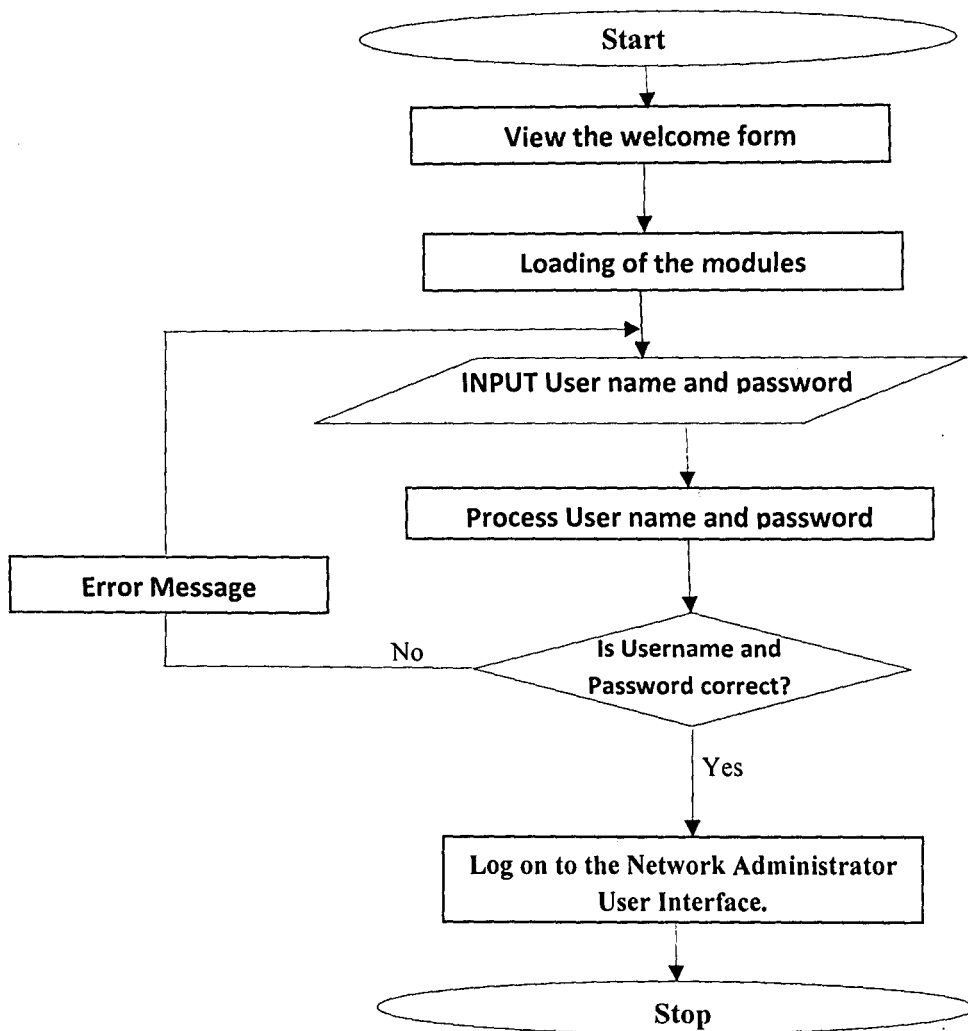 Start
View the welcome form
Loading of the modules
INPUT User name and password
Process User name and password
Error Message
No
Is Username and
Password correct?
Yes
Log on to the Network Administrator
User Interface.
Stop